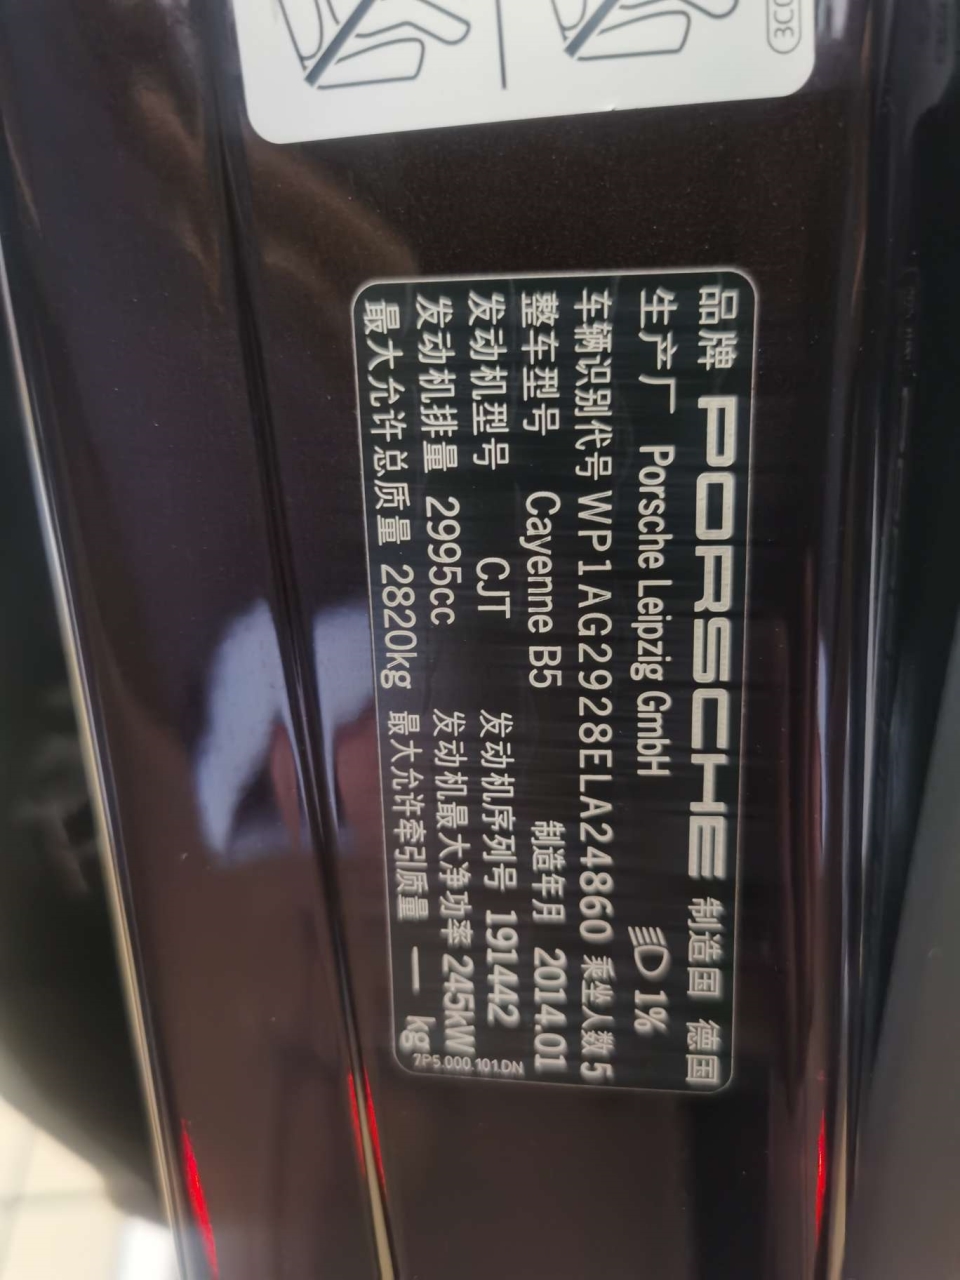 品牌 PORSCHE 制造国 德国
生产厂 Porsche Leipzig GmbH 1%
车辆识别代号 WP1AG2928ELA24860 乘坐人数 5
整车型号 Cayenne B5 制造年月 2014.01
发动机型号 CJT 发动机序列号 191442
发动机排量 2995cc 发动机最大净功率 245kW
最大允许总质量 2820kg 最大允许牵引质量 — kg
7P5.000.101.DN